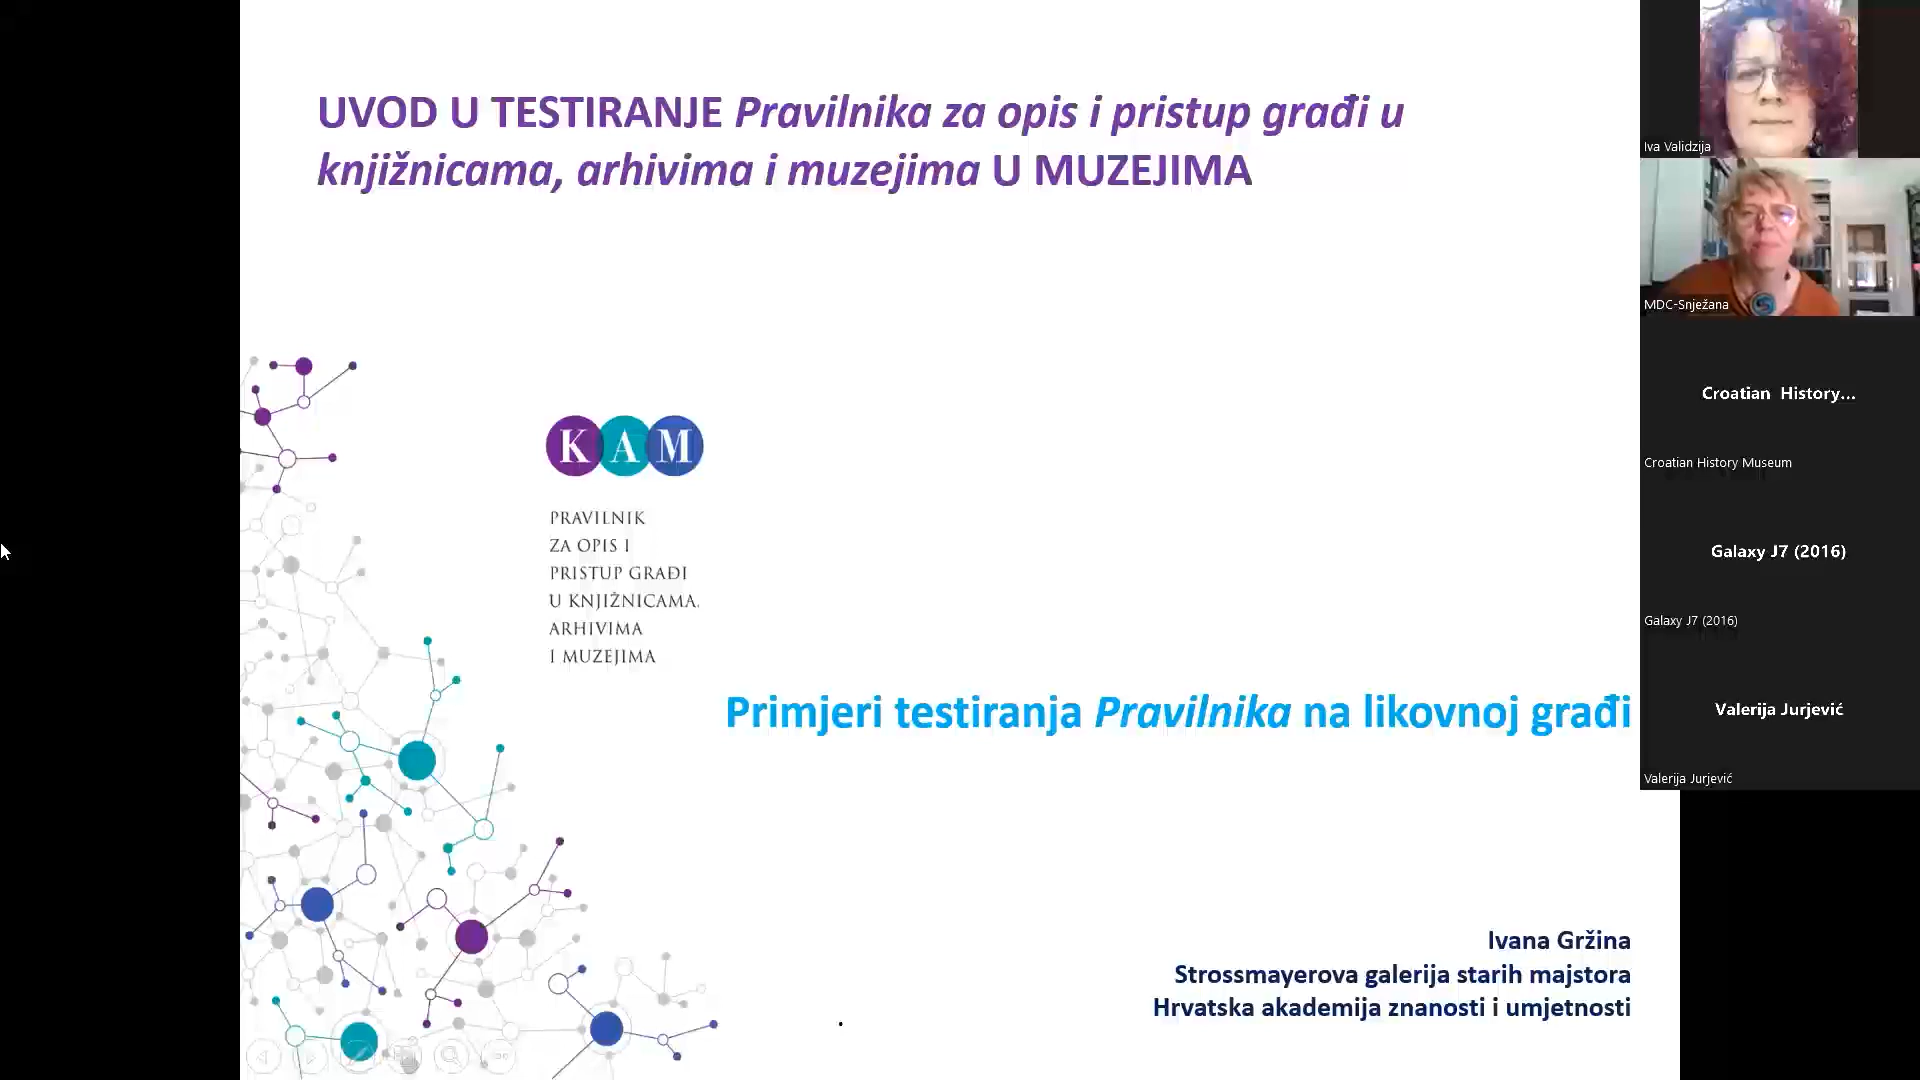 UVOD U TESTIRANJE Pravilnika za opis i pristup građi u
knjižnicama, arhivima i muzejima U MUZEJIMA
K A M
PRAVILNIK
ZA OPIS I
PRISTUP GRAĐI
U KNJIŽNICAMA,
ARHIVIMA
I MUZEJIMA
Primjeri testiranja Pravilnika na likovnoj građi
Ivana Gržina
Strossmayerova galerija starih majstora
Hrvatska akademija znanosti i umjetnosti
Iva Validzija
MDC-Snježana
Croatian History...
Croatian History Museum
Galaxy J7 (2016)
Galaxy J7 (2016)
Valerija Jurjević
Valerija Jurjević